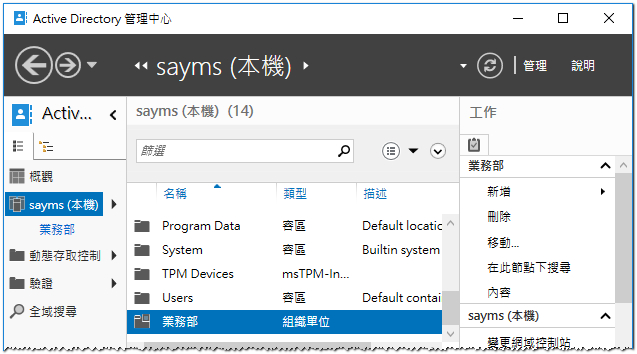 Active Directory 管理中心
sayms (本機)
管理
說明
Active...
概觀
sayms (本機)
業務部
動態存取控制
驗證
全域搜尋
sayms (本機) (14)
篩選
名稱 類型 描述
Program Data 容區 Default locatio
System 容區 Builtin system
TPM Devices msTPM-In...
Users 容區 Default contai
業務部 組織單位
工作
業務部
新增
刪除
移動...
在此節點下搜尋
內容
sayms (本機)
變更網域控制站